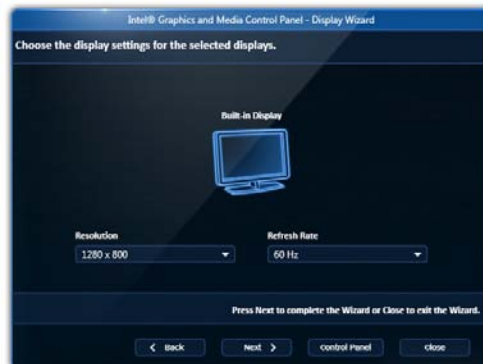 Intel® Graphics and Media Control Panel - Display Wizard
Choose the display settings for the selected displays.
Built-in Display
Resolution Refresh Rate
1280 x 800 60 Hz
Press Next to complete the Wizard or Close to exit the Wizard.
Back Next Control Panel Close